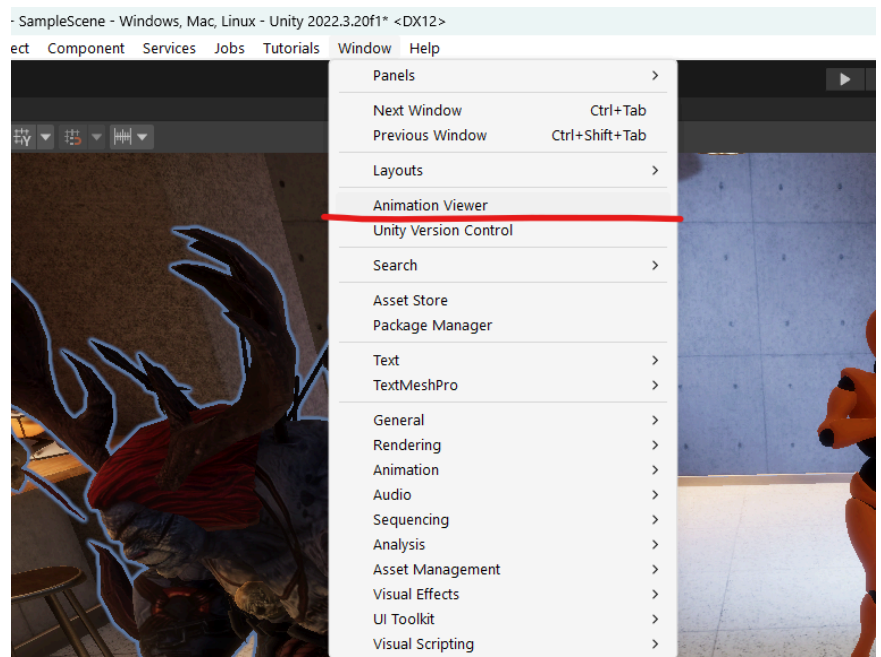 - SampleScene - Windows, Mac, Linux - Unity 2022.3.20f1* <DX12>
ect Component Services Jobs Tutorials Window Help
Panels
Next Window Ctrl+Tab
Previous Window Ctrl+Shift+Tab
Layouts
Animation Viewer
Unity Version Control
Search
Asset Store
Package Manager
Text
TextMeshPro
General
Rendering
Animation
Audio
Sequencing
Analysis
Asset Management
Visual Effects
UI Toolkit
Visual Scripting